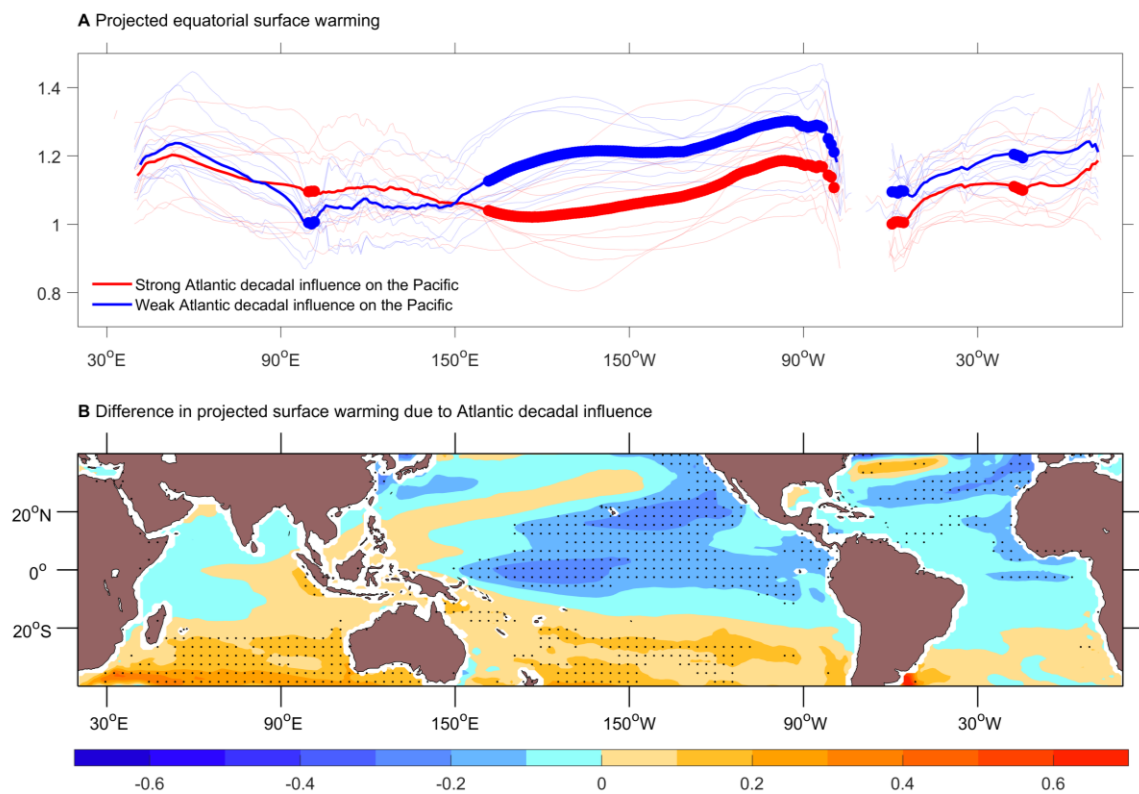 A Projected equatorial surface warming
1.4
1.2
1
0.8
Strong Atlantic decadal influence on the Pacific
Weak Atlantic decadal influence on the Pacific
30°E 90°E 150°E 150°W 90°W 30°W
B Difference in projected surface warming due to Atlantic decadal influence
20°N
0°
20°S
30°E 90°E 150°E 150°W 90°W 30°W
-0.6 -0.4 -0.2 0 0.2 0.4 0.6